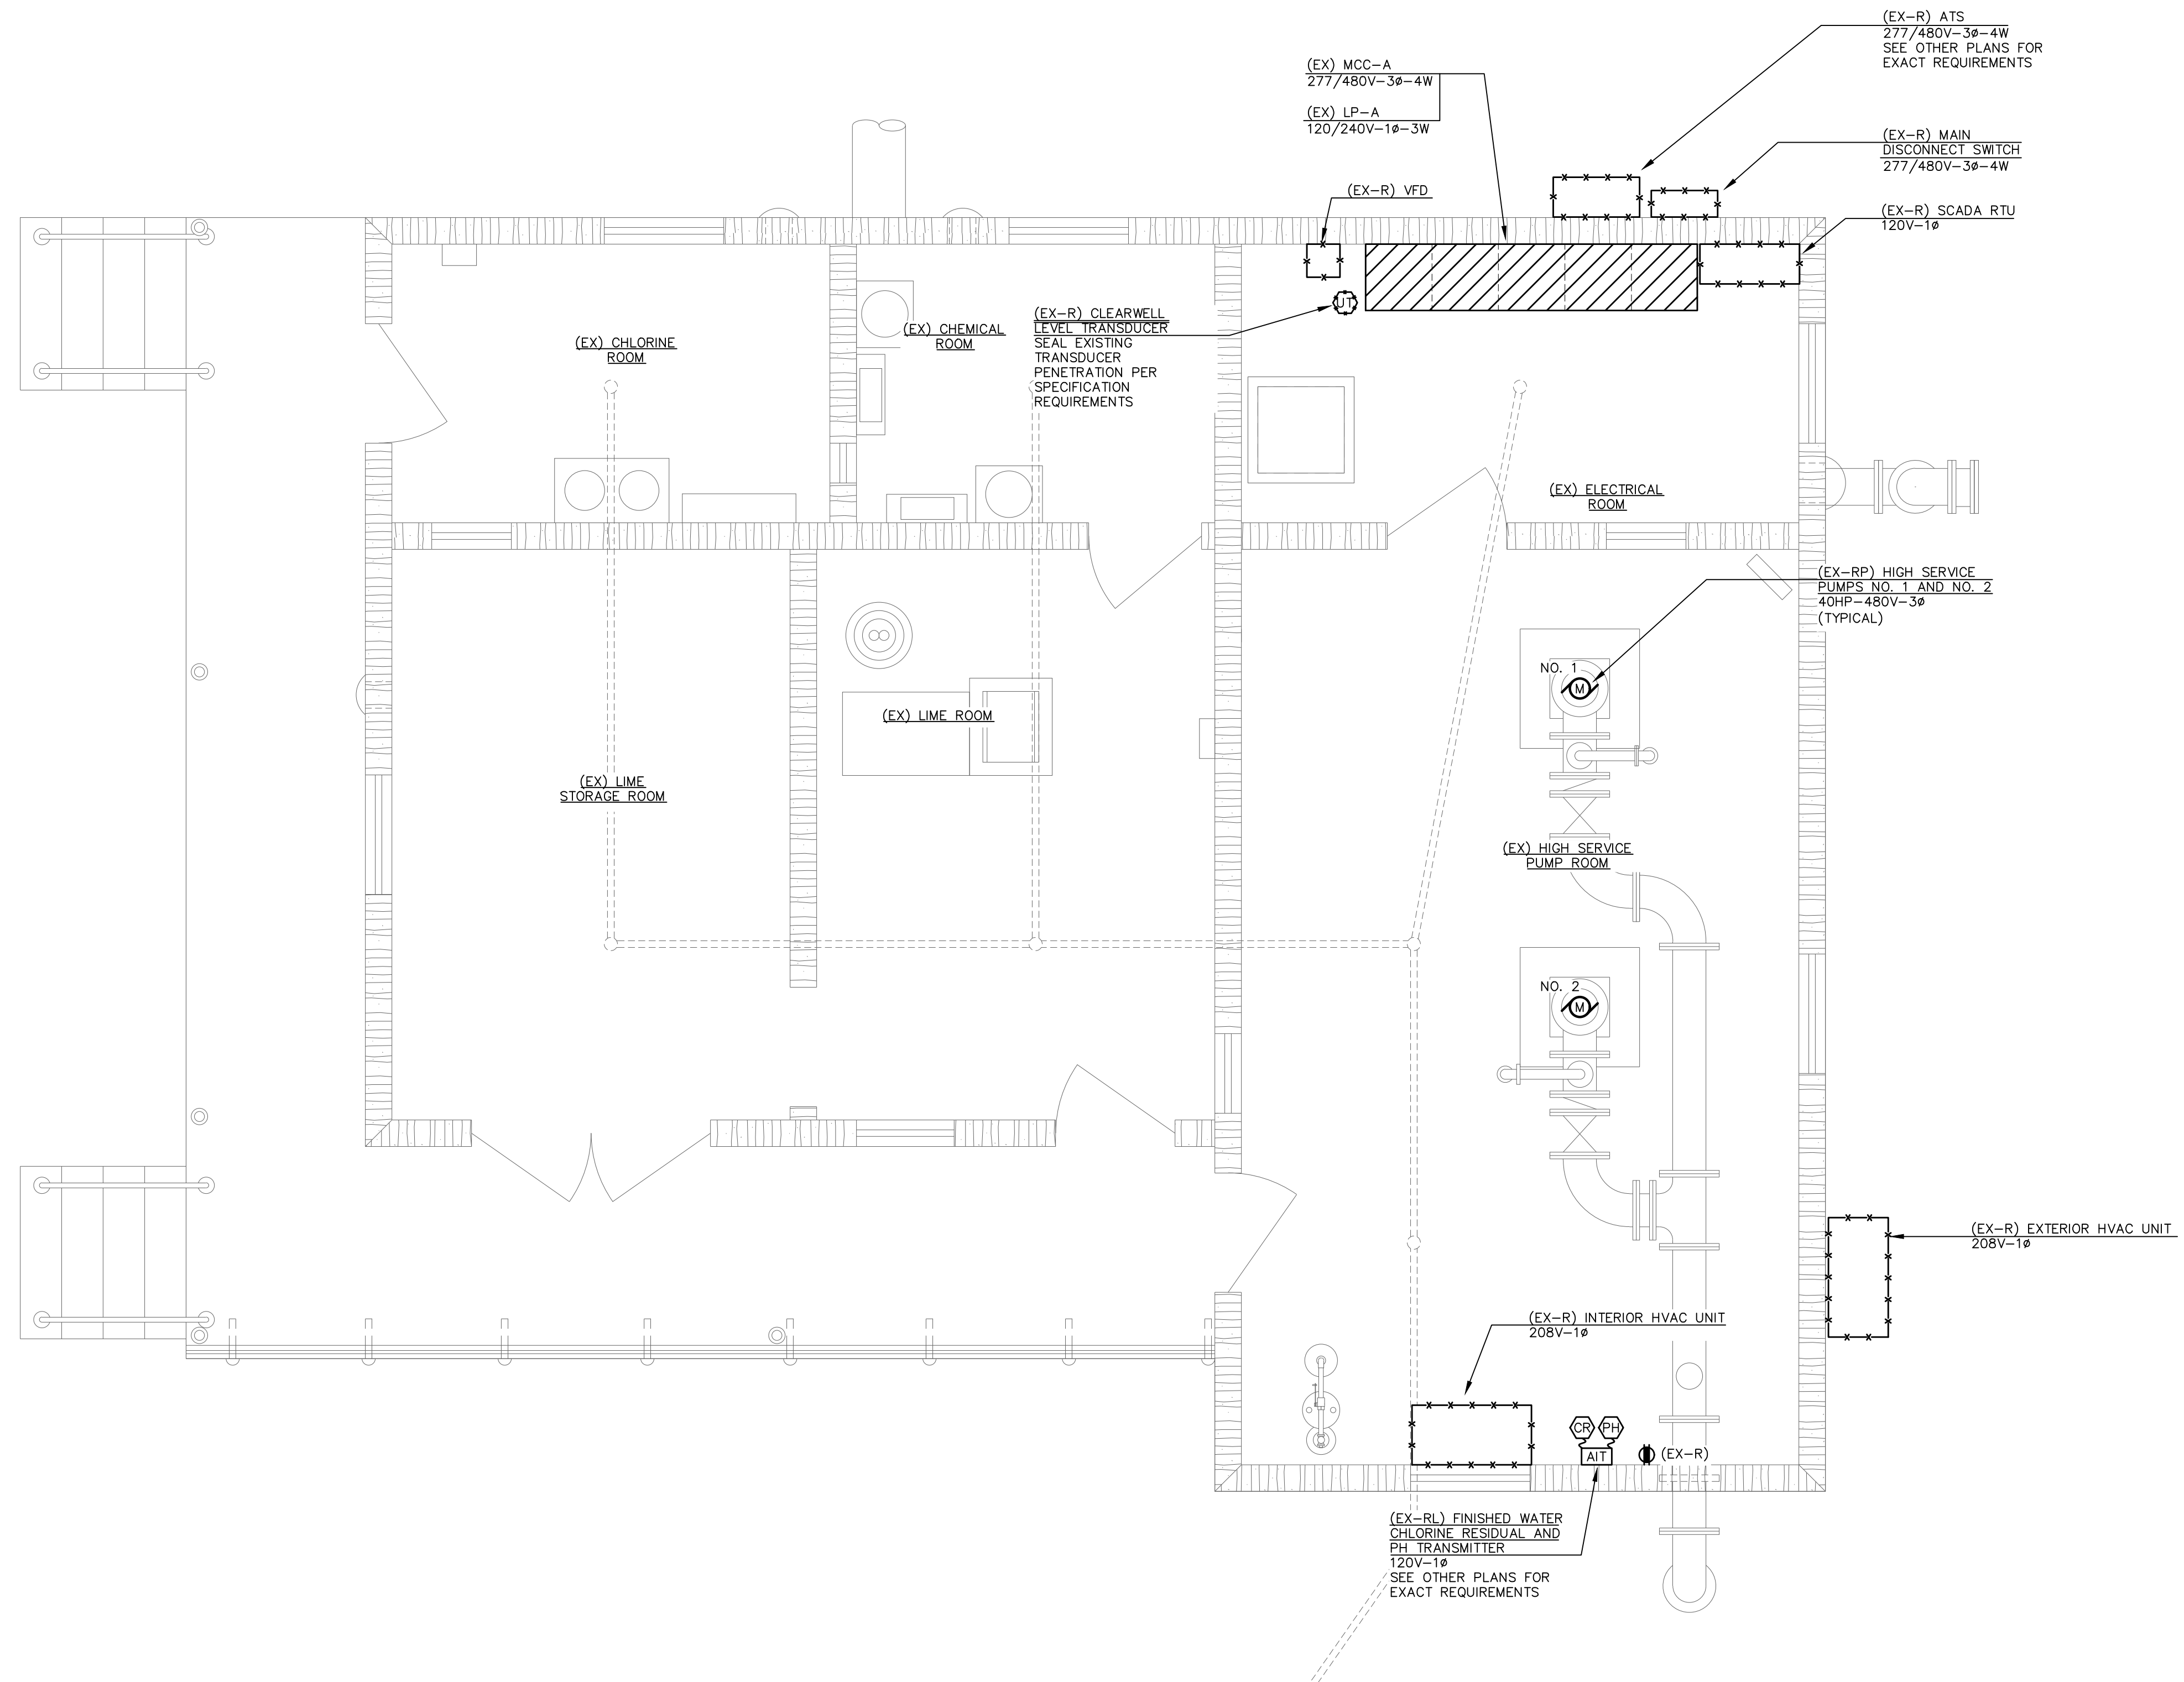 (EX-R) ATS
277/480V-3ø-4W
SEE OTHER PLANS FOR
EXACT REQUIREMENTS
(EX) MCC-A
277/480V-3ø-4W
(EX) LP-A
120/240V-1ø-3W
(EX-R) MAIN
DISCONNECT SWITCH
277/480V-3ø-4W
(EX-R) VFD
(EX-R) SCADA RTU
120V-1ø
UT
(EX-R) CLEARWELL
LEVEL TRANSDUCER
SEAL EXISTING
TRANSDUCER
PENETRATION PER
SPECIFICATION
REQUIREMENTS
(EX) CHLORINE
ROOM
(EX) CHEMICAL
ROOM
(EX) ELECTRICAL
ROOM
(EX-RP) HIGH SERVICE
PUMPS NO. 1 AND NO. 2
40HP-480V-3ø
(TYPICAL)
NO. 1
M
(EX) LIME ROOM
(EX) LIME
STORAGE ROOM
(EX) HIGH SERVICE
PUMP ROOM
NO. 2
M
(EX-R) EXTERIOR HVAC UNIT
208V-1ø
(EX-R) INTERIOR HVAC UNIT
208V-1ø
CR PH
AIT
(EX-R)
(EX-RL) FINISHED WATER
CHLORINE RESIDUAL AND
PH TRANSMITTER
120V-1ø
SEE OTHER PLANS FOR
EXACT REQUIREMENTS